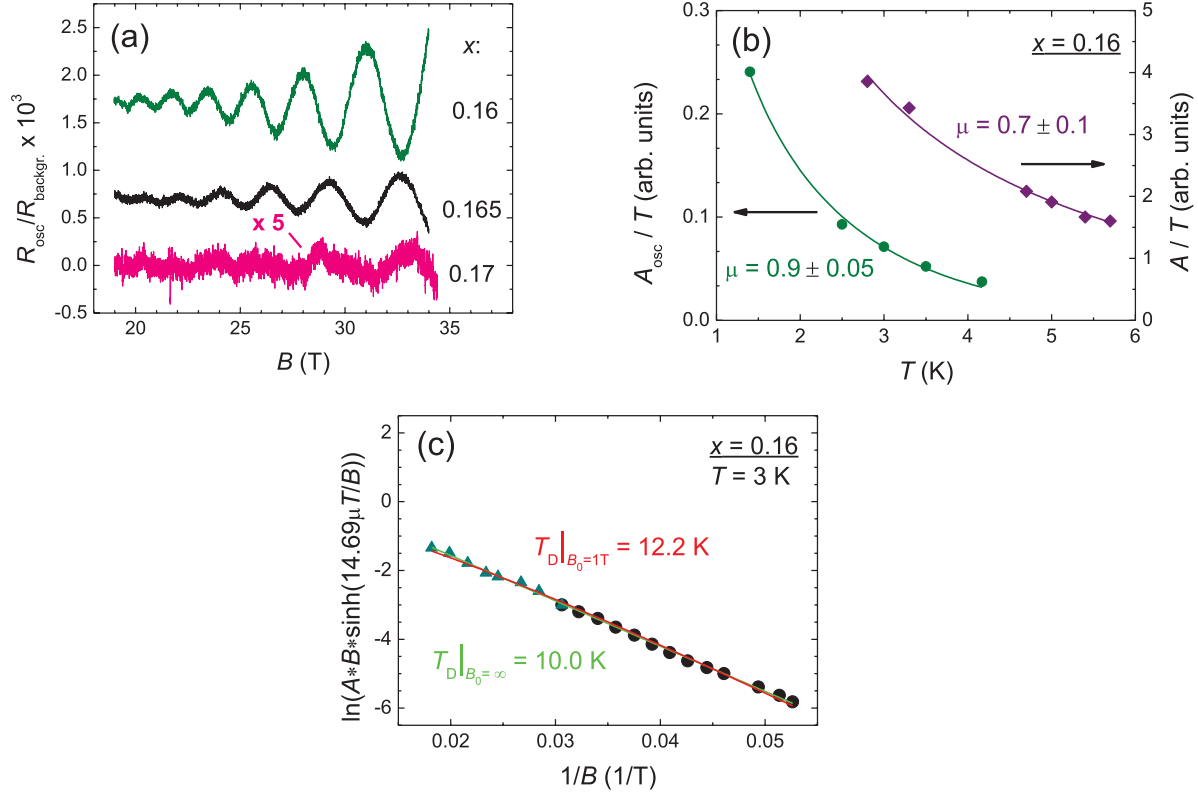 (a)
x:
0.16
0.165
x 5
0.17
2.5
2.0
1.5
1.0
0.5
0.0
-0.5
20
25
30
35
R_osc/R_backgr. x 10^3
B (T)
(b)
x = 0.16
μ = 0.7 ± 0.1
μ = 0.9 ± 0.05
0.3
0.2
0.1
0.0
5
4
3
2
1
0
1
2
3
4
5
6
A_osc / T (arb. units)
A / T (arb. units)
T (K)
(c)
x = 0.16
T = 3 K
T_D|_B_0=1T = 12.2 K
T_D|_B_0=∞ = 10.0 K
2
0
-2
-4
-6
0.02
0.03
0.04
0.05
ln(A*B*sinh(14.69μT/B))
1/B (1/T)